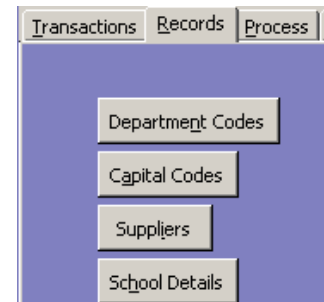 Transactions Records Process
Department Codes
Capital Codes
Suppliers
School Details